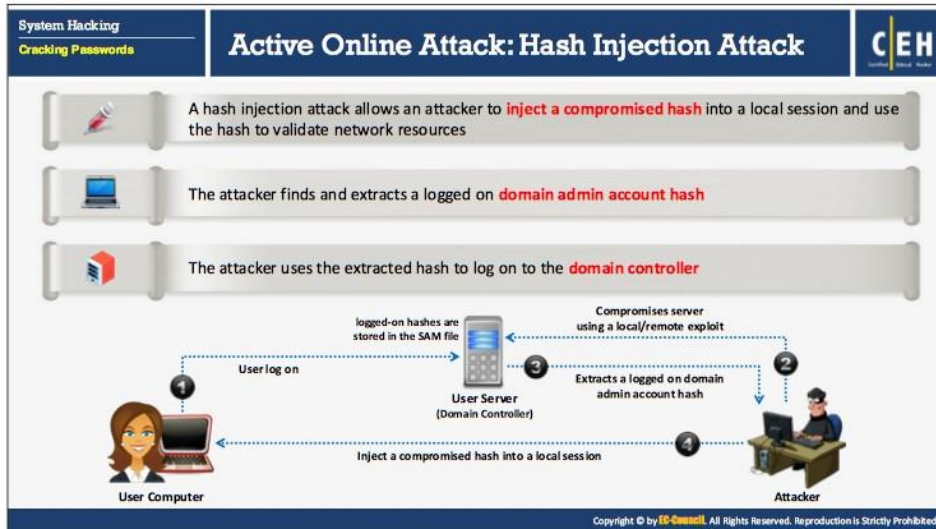 System Hacking
Cracking Passwords
Active Online Attack: Hash Injection Attack
C|EH
Certified Ethical Hacker
A hash injection attack allows an attacker to inject a compromised hash into a local session and use
the hash to validate network resources
The attacker finds and extracts a logged on domain admin account hash
The attacker uses the extracted hash to log on to the domain controller
logged-on hashes are
stored in the SAM file
Compromises server
using a local/remote exploit
1
User log on
3
2
Extracts a logged on domain
admin account hash
User Server
(Domain Controller)
4
Inject a compromised hash into a local session
User Computer
Attacker
Copyright © by EC-Council. All Rights Reserved. Reproduction is Strictly Prohibited